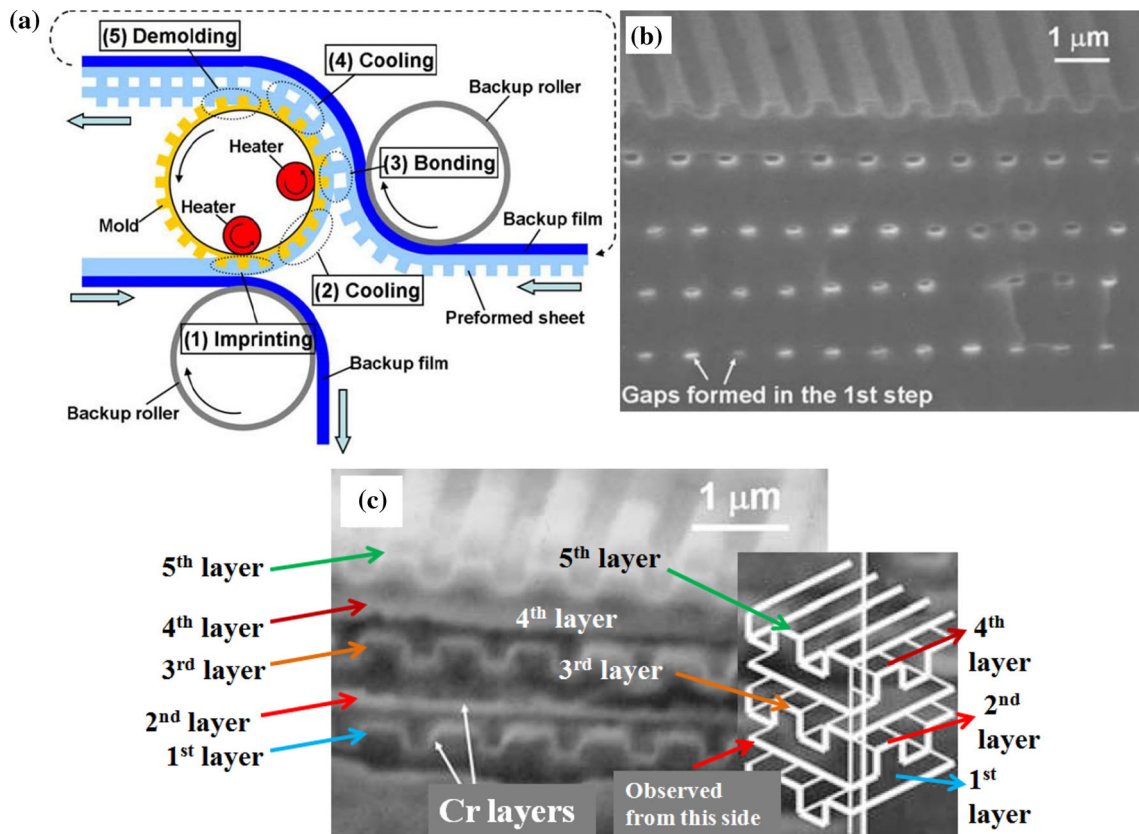 (a)
(5) Demolding
(4) Cooling
Backup roller
Heater
(3) Bonding
Mold
Heater
Backup film
(2) Cooling
Preformed sheet
(1) Imprinting
Backup film
Backup roller
(b)
1 μm
Gaps formed in the 1st step
(c)
1 μm
5th layer
5th layer
4th layer
4th layer
4th
layer
3rd layer
3rd layer
2nd layer
2nd
layer
1st layer
Cr layers
Observed
from this side
1st
layer